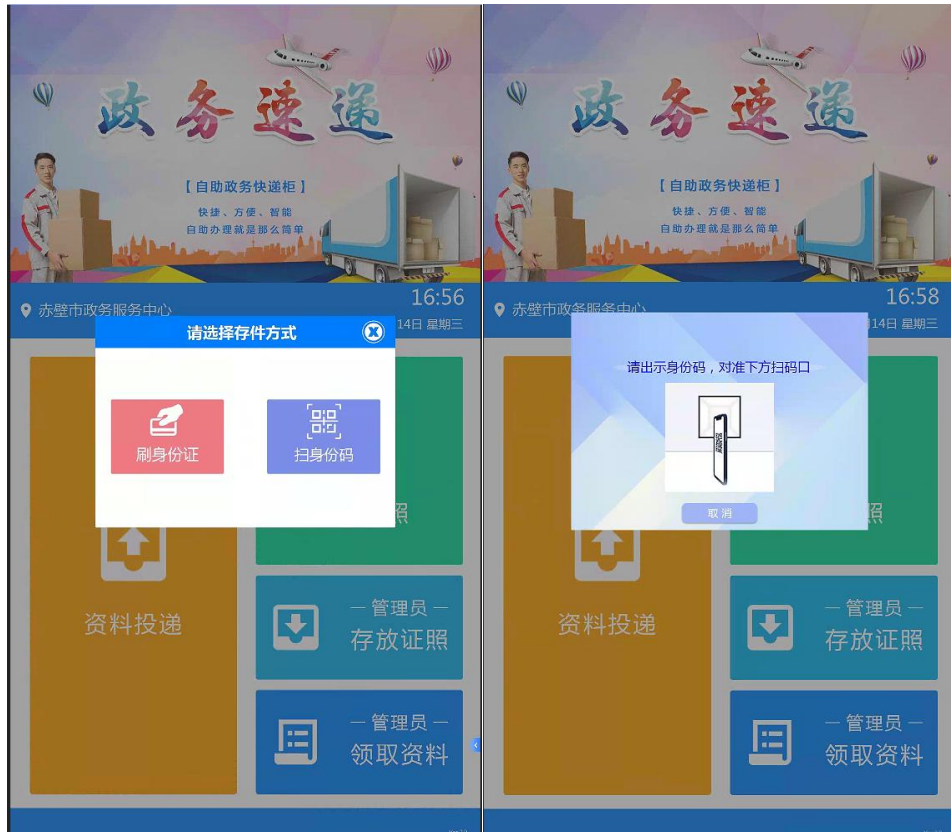 政务速递
【自助政务快递柜】
快捷、方便、智能
自助办理就是那么简单
16:56
赤壁市政务服务中心
14日 星期三
请选择存件方式
X
刷身份证
扫身份码
照
资料投递
— 管理员 —
存放证照
— 管理员 —
领取资料
政务速递
【自助政务快递柜】
快捷、方便、智能
自助办理就是那么简单
16:58
赤壁市政务服务中心
月14日 星期三
请出示身份码，对准下方扫码口
取消
照
资料投递
— 管理员 —
存放证照
— 管理员 —
领取资料